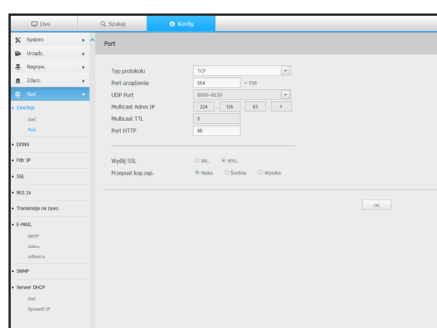 Live
Szukaj
Konfig
System
Urządz.
Nagryw.
Zdarz.
Sieć
Interfejs
Sieć
Port
DDNS
Filtr IP
SSL
802.1x
Transmisja na żywo
E-MAIL
SMTP
Zdarz.
odbiorca
SNMP
Serwer DHCP
Sieć
Sprawdź IP
Port
Typ protokołu TCP
Port urządzenia 554 ~ 558
UDP Port 8000~8159
Multicast Adres IP 224 126 63 1
Multicast TTL 5
Port HTTP 80
Wyślij SSL WŁ. WYŁ.
Przepust kop.zap. Niska Średnia Wysoka
OK